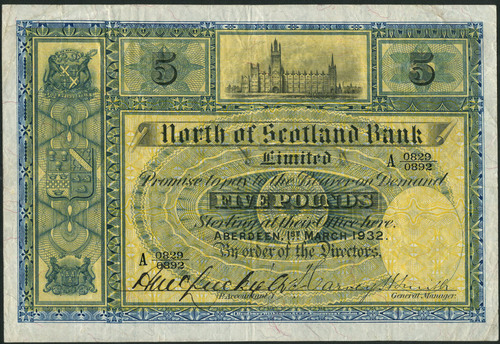 5 5
North of Scotland Bank
Limited
A 0829
0892
Promise to pay to the Bearer on Demand
FIVE POUNDS
Sterling at their Office here.
ABERDEEN, 1ST MARCH 1932.
A 0829
0892
By order of the Directors.
Accountant.
General Manager.